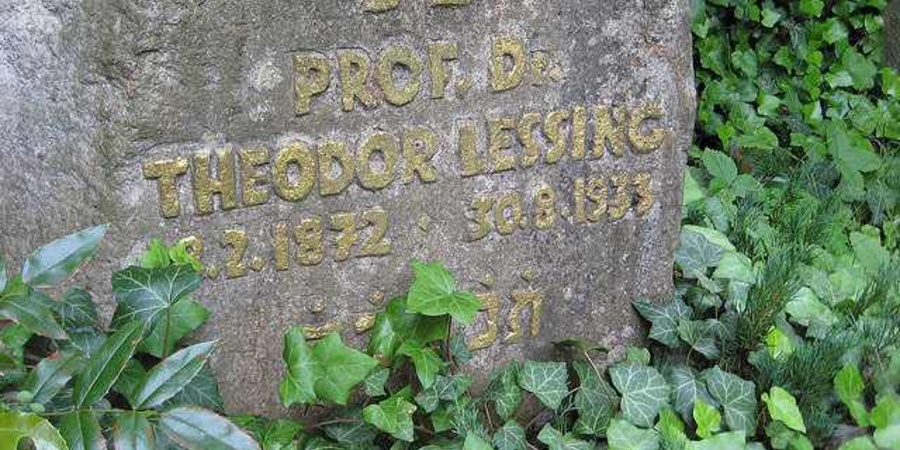 PROF. Dr.
THEODOR LESSING
8.2.1872 · 30.8.1933